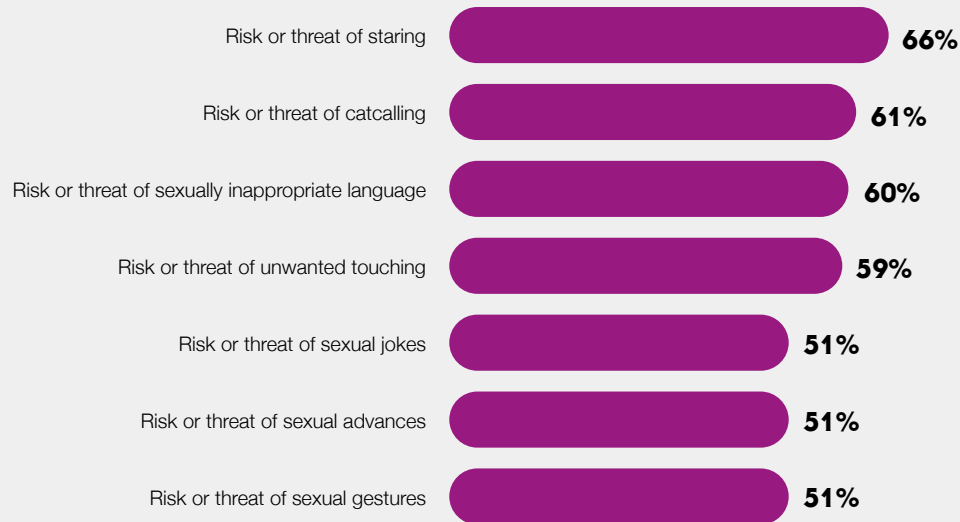 Risk or threat of staring 66%
Risk or threat of catcalling 61%
Risk or threat of sexually inappropriate language 60%
Risk or threat of unwanted touching 59%
Risk or threat of sexual jokes 51%
Risk or threat of sexual advances 51%
Risk or threat of sexual gestures 51%